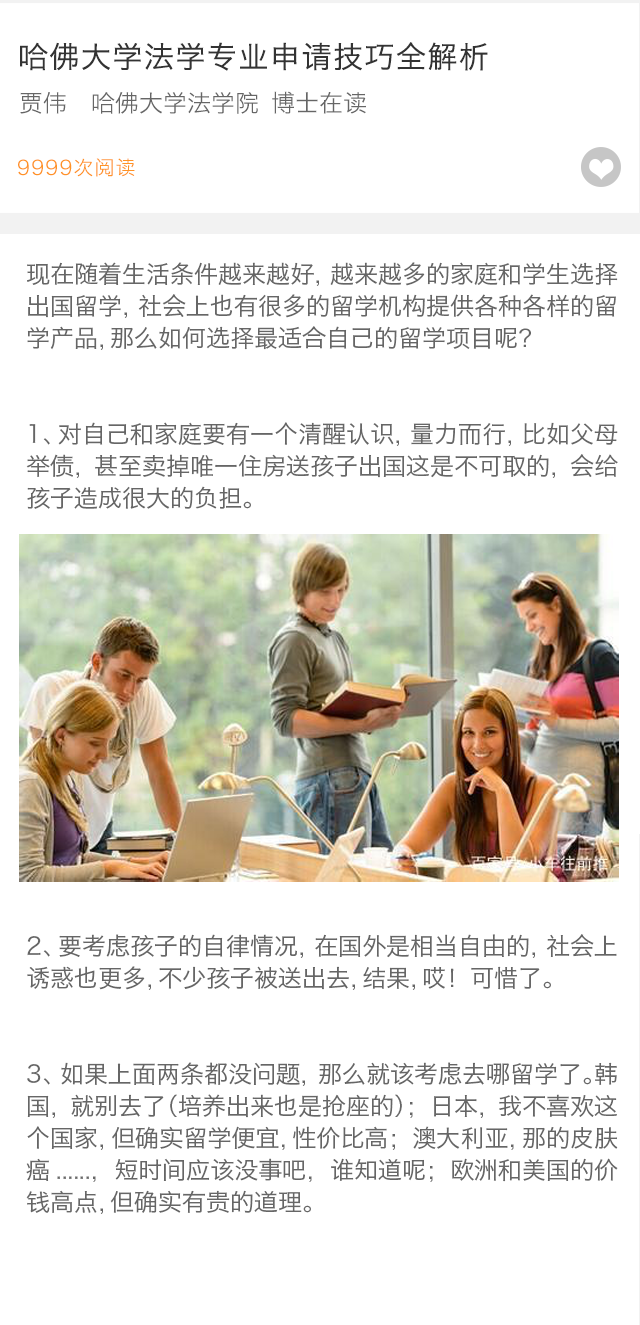 哈佛大学法学专业申请技巧全解析
贾伟 哈佛大学法学院 博士在读
9999次阅读
现在随着生活条件越来越好, 越来越多的家庭和学生选择
出国留学, 社会上也有很多的留学机构提供各种各样的留
学产品, 那么如何选择最适合自己的留学项目呢?
1、对自己和家庭要有一个清醒认识, 量力而行, 比如父母
举债, 甚至卖掉唯一住房送孩子出国这是不可取的, 会给
孩子造成很大的负担。
百家号/小车往前推
2、要考虑孩子的自律情况, 在国外是相当自由的, 社会上
诱惑也更多, 不少孩子被送出去, 结果, 哎! 可惜了。
3、如果上面两条都没问题, 那么就该考虑去哪留学了。韩
国, 就别去了(培养出来也是抢座的); 日本, 我不喜欢这
个国家, 但确实留学便宜, 性价比高; 澳大利亚, 那的皮肤
癌 ......, 短时间应该没事吧, 谁知道呢; 欧洲和美国的价
钱高点, 但确实有贵的道理。